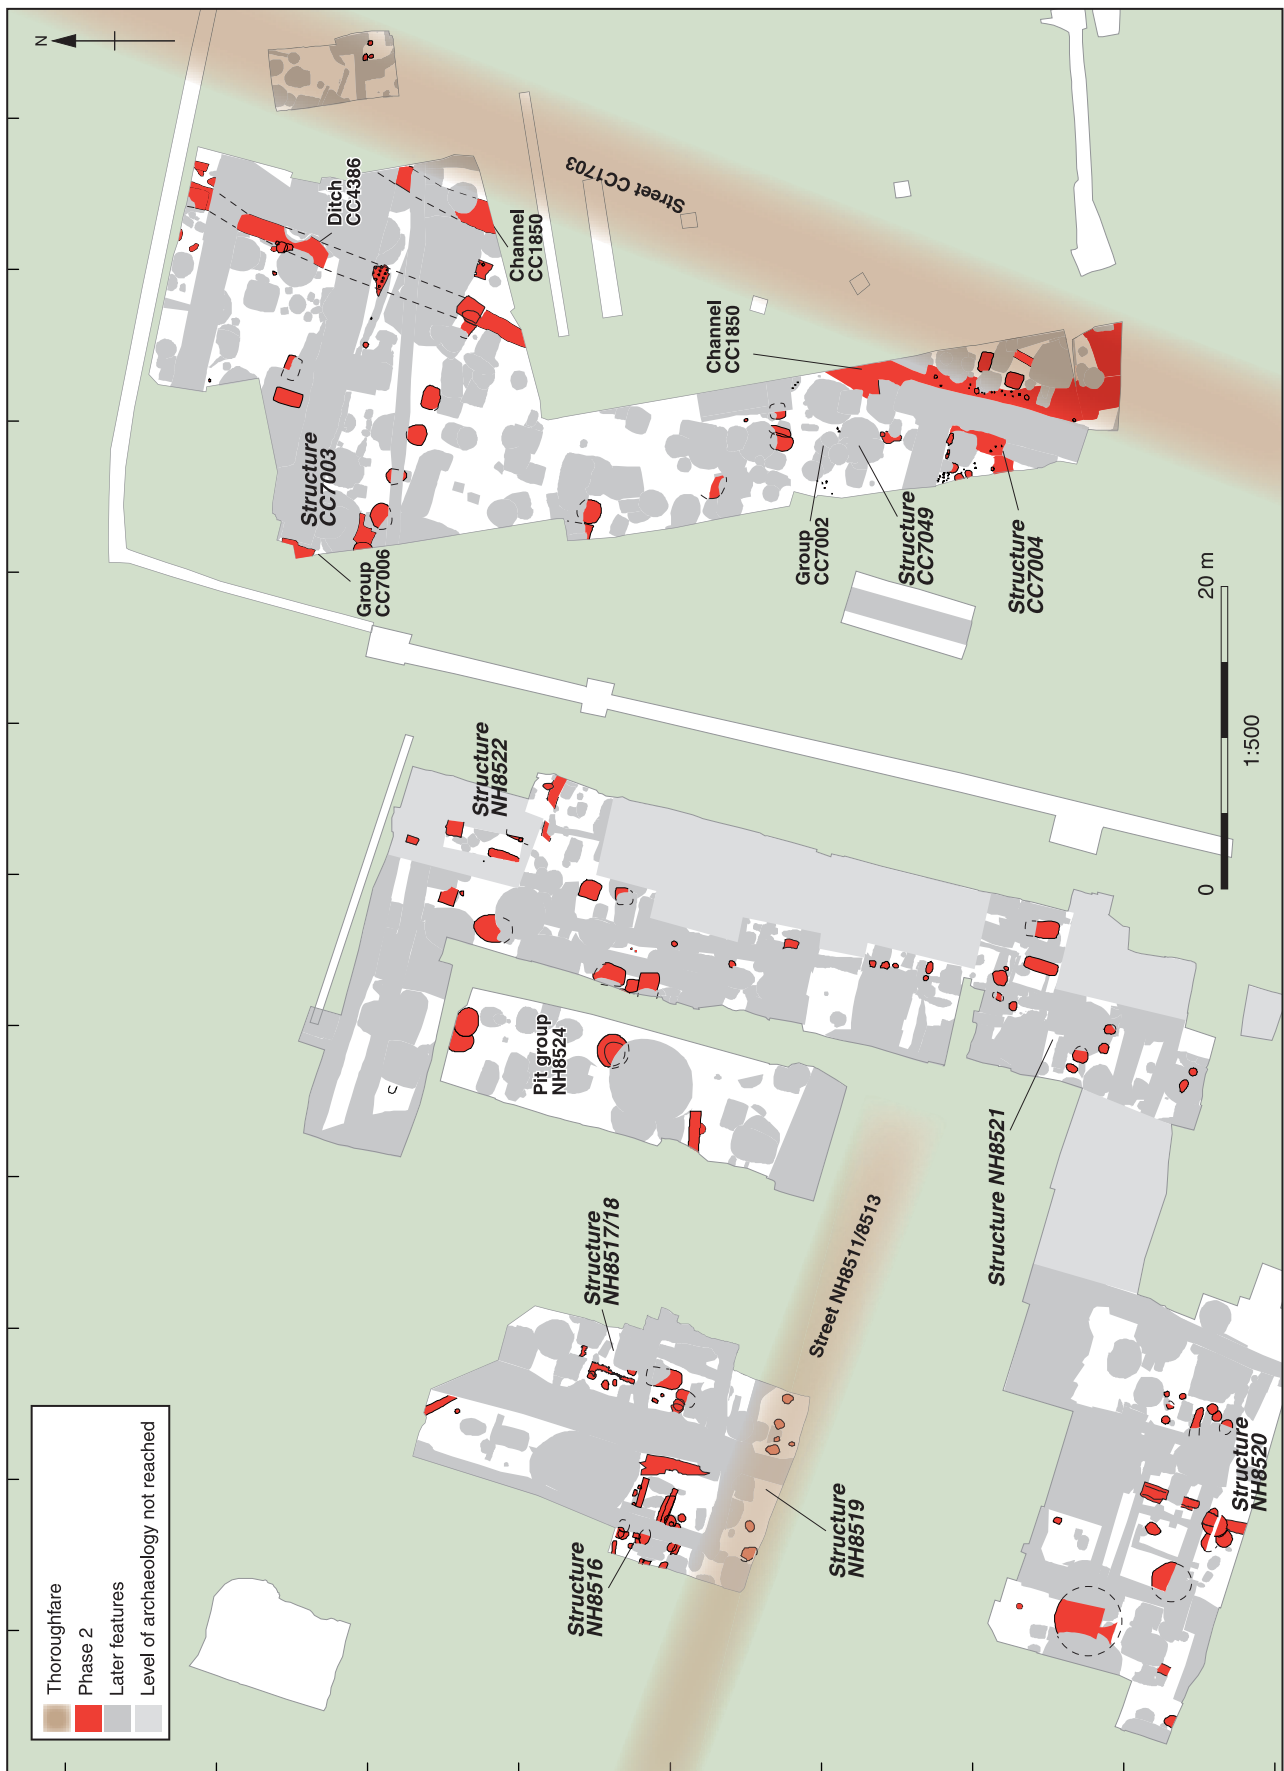 N
Thoroughfare
Phase 2
Later features
Level of archaeology not reached
Ditch
CC4386
Channel
CC1850
Street CC1703
Channel
CC1850
Structure
CC7003
Group
CC7006
Group
CC7002
Structure
CC7049
Structure
CC7004
Structure
NH8522
Pit group
NH8524
Structure NH8521
Structure
NH8517/18
Street NH8511/8513
Structure
NH8516
Structure
NH8519
Structure
NH8520
0
20 m
1:500